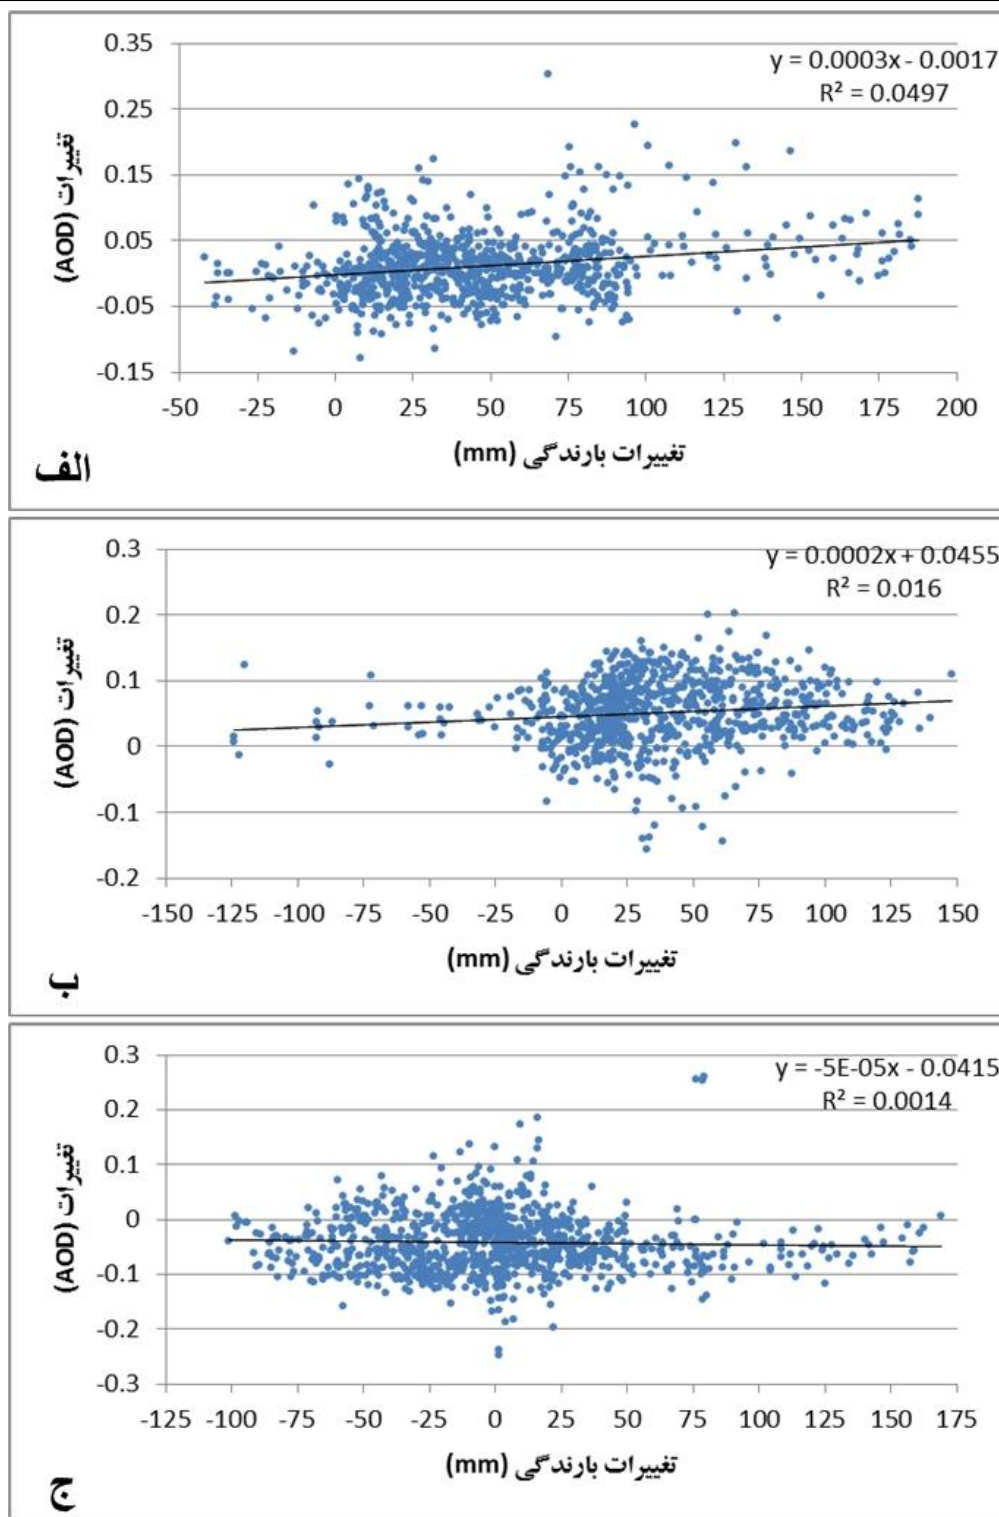 0.35
0.25
0.15
0.05
-0.05
-0.15
تغییرات (AOD)
y = 0.0003x - 0.0017
R² = 0.0497
-50 -25 0 25 50 75 100 125 150 175 200
تغییرات بارندگی (mm)
الف
0.3
0.2
0.1
0
-0.1
-0.2
تغییرات (AOD)
y = 0.0002x + 0.0455
R² = 0.016
-150 -125 -100 -75 -50 -25 0 25 50 75 100 125 150
تغییرات بارندگی (mm)
ب
0.3
0.2
0.1
0
-0.1
-0.2
-0.3
تغییرات (AOD)
y = -5E-05x - 0.0415
R² = 0.0014
-125 -100 -75 -50 -25 0 25 50 75 100 125 150 175
تغییرات بارندگی (mm)
ج